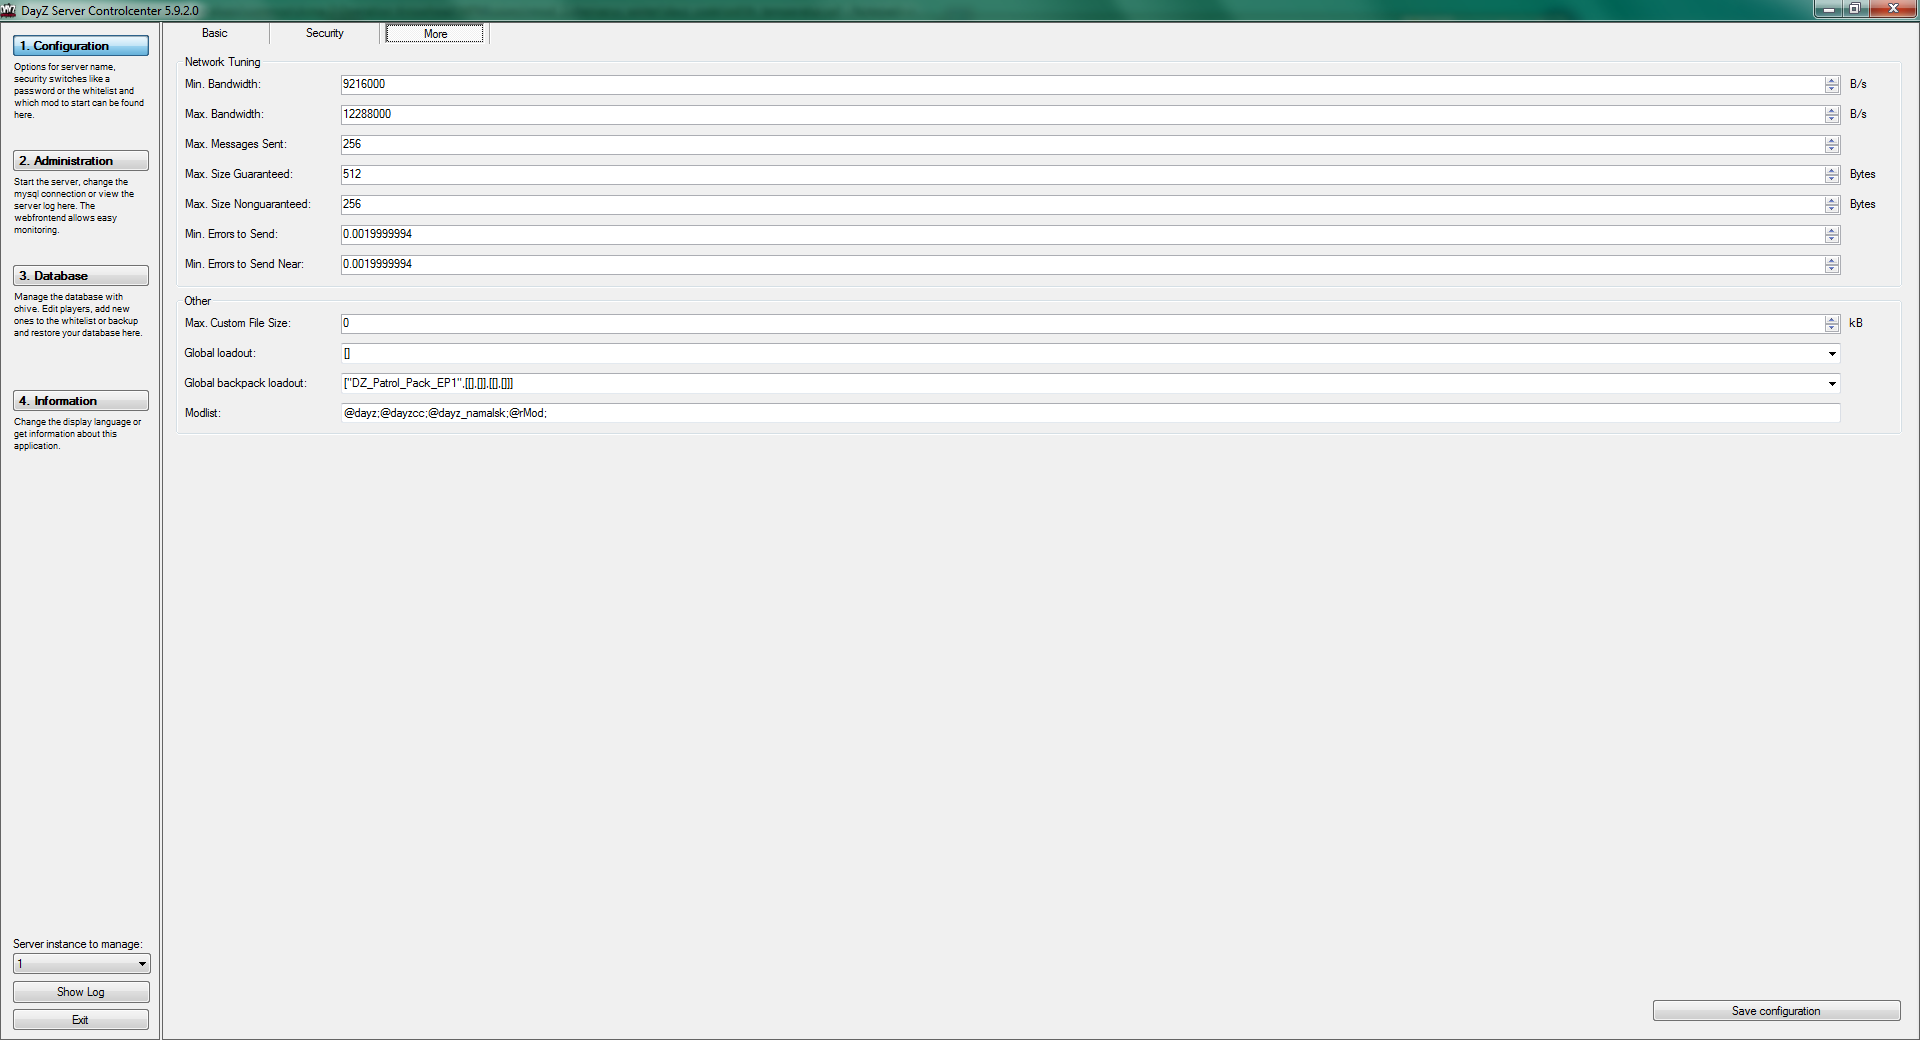 DayZ Server Controlcenter 5.9.2.0
1. Configuration
Options for server name,
security switches like a
password or the whitelist and
which mod to start can be found
here.
2. Administration
Start the server, change the
mysql connection or view the
server log here. The
webfrontend allows easy
monitoring.
3. Database
Manage the database with
chive. Edit players, add new
ones to the whitelist or backup
and restore your database here.
4. Information
Change the display language or
get information about this
application.
Server instance to manage:
1
Show Log
Exit
Basic Security More
Network Tuning
Min. Bandwidth: 9216000 B/s
Max. Bandwidth: 12288000 B/s
Max. Messages Sent: 256
Max. Size Guaranteed: 512 Bytes
Max. Size Nonguaranteed: 256 Bytes
Min. Errors to Send: 0.0019999994
Min. Errors to Send Near: 0.0019999994
Other
Max. Custom File Size: 0 kB
Global loadout: []
Global backpack loadout: ["DZ_Patrol_Pack_EP1",[[],[]],[[],[]]]
Modlist: @dayz;@dayzcc;@dayz_namalsk;@rMod;
Save configuration